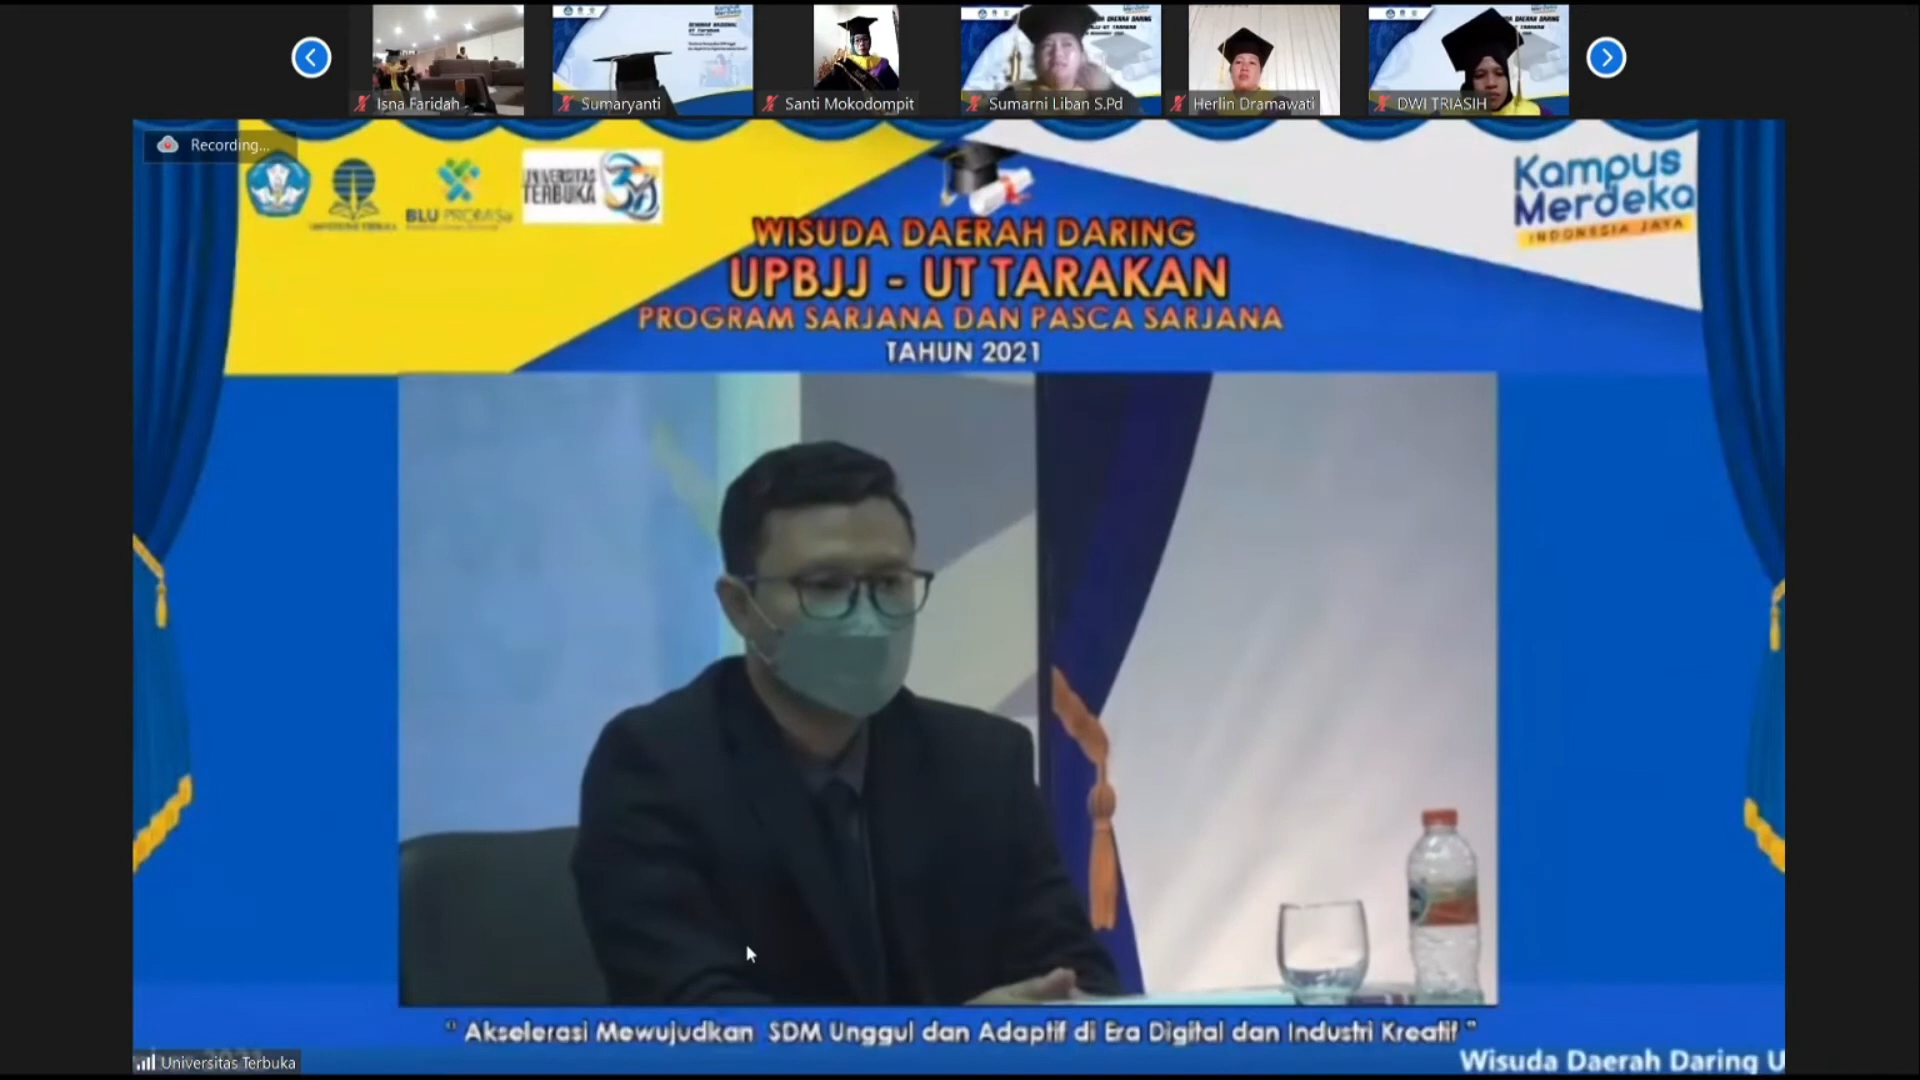 Isna Faridah
Sumaryanti
Santi Mokodompit
Sumarni Liban S.Pd
Herlin Dramawati
DWI TRIASIH
Recording...
UNIVERSITAS
TERBUKA
BLU PROMISe
Kampus
Merdeka
INDONESIA JAYA
WISUDA DAERAH DARING
UPBJJ - UT TARAKAN
PROGRAM SARJANA DAN PASCA SARJANA
TAHUN 2021
" Akselerasi Mewujudkan SDM Unggul dan Adaptif di Era Digital dan Industri Kreatif "
Universitas Terbuka
Wisuda Daerah Daring U